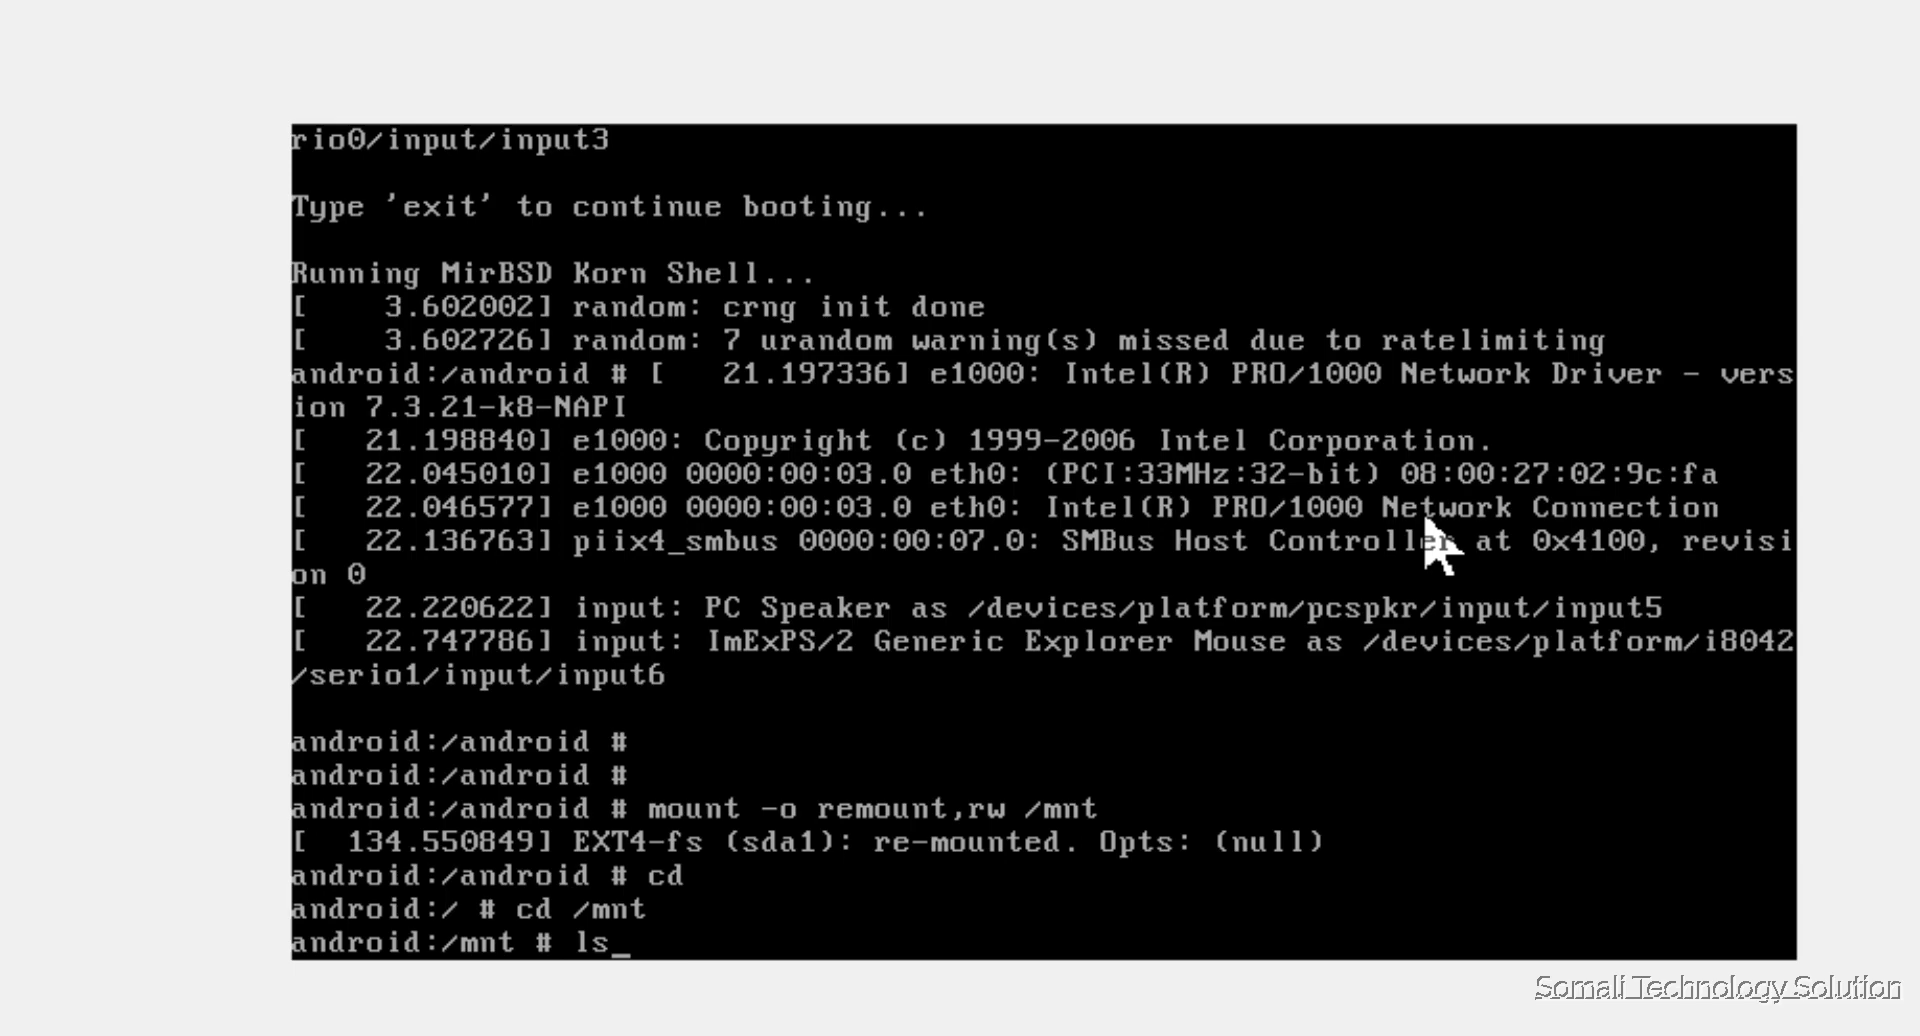 rio0/input/input3
Type 'exit' to continue booting...
Running MirBSD Korn Shell...
[    3.602002] random: crng init done
[    3.602726] random: 7 urandom warning(s) missed due to ratelimiting
android:/android # [   21.197336] e1000: Intel(R) PRO/1000 Network Driver - vers
ion 7.3.21-k8-NAPI
[   21.198840] e1000: Copyright (c) 1999-2006 Intel Corporation.
[   22.045010] e1000 0000:00:03.0 eth0: (PCI:33MHz:32-bit) 08:00:27:02:9c:fa
[   22.046577] e1000 0000:00:03.0 eth0: Intel(R) PRO/1000 Network Connection
[   22.136763] piix4_smbus 0000:00:07.0: SMBus Host Controller at 0x4100, revisi
on 0
[   22.220622] input: PC Speaker as /devices/platform/pcspkr/input/input5
[   22.747786] input: ImExPS/2 Generic Explorer Mouse as /devices/platform/i8042
/serio1/input/input6
android:/android #
android:/android #
android:/android # mount -o remount,rw /mnt
[  134.550849] EXT4-fs (sda1): re-mounted. Opts: (null)
android:/android # cd
android:/ # cd /mnt
android:/mnt # ls_
Somali Technology Solution